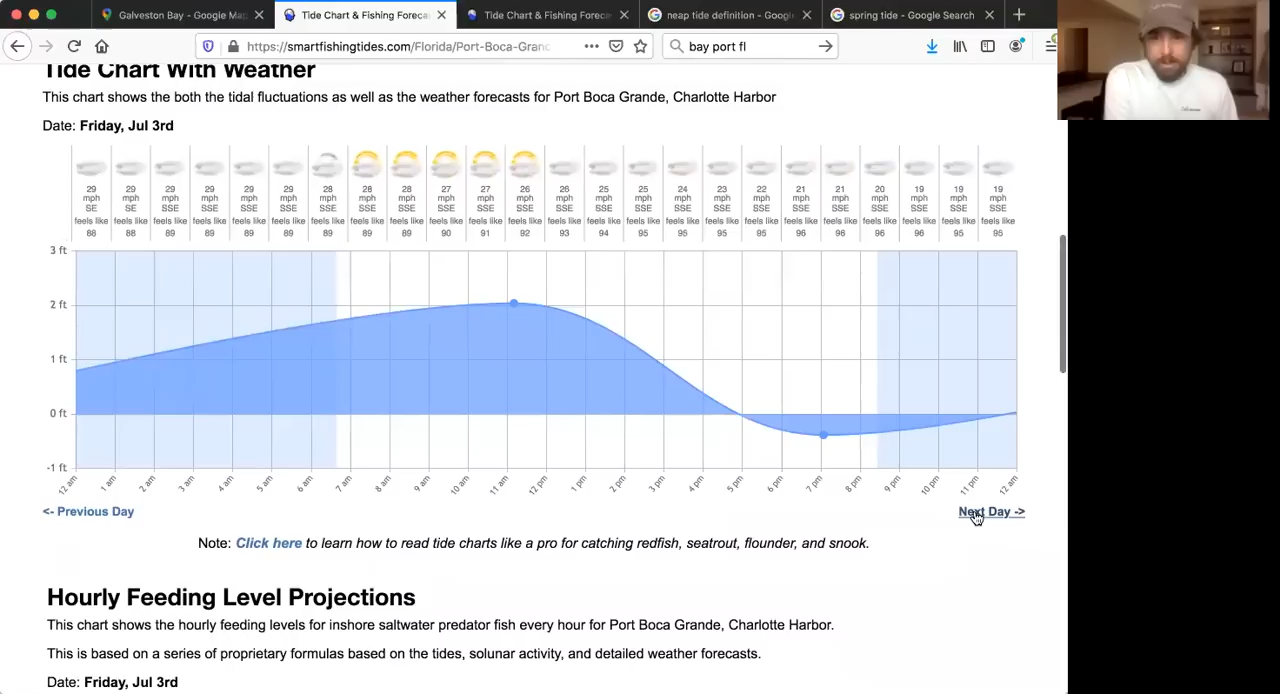 Galveston Bay - Google Ma
Tide Chart & Fishing Foreca
Tide Chart & Fishing Foreca
neap tide definition - Googl
spring tide - Google Search
https://smartfishingtides.com/Florida/Port-Boca-Granc
bay port fl
Tide Chart With Weather
This chart shows the both the tidal fluctuations as well as the weather forecasts for Port Boca Grande, Charlotte Harbor
Date: Friday, Jul 3rd
29 29 29 29 29 29 28 28 28 27 27 26 26 25 25 24 23 22 21 21 20 19 19 19
mph mph mph mph mph mph mph mph mph mph mph mph mph mph mph mph mph mph mph mph mph mph mph mph
SE SE SSE SSE SSE SSE SSE SSE SSE SSE SSE SSE SSE SSE SSE SSE SSE SSE SSE SSE SSE SSE SSE SSE
feels like feels like feels like feels like feels like feels like feels like feels like feels like feels like feels like feels like feels like feels like feels like feels like feels like feels like feels like feels like feels like feels like feels like feels like
88 88 89 89 89 89 89 89 89 90 91 92 93 94 95 95 95 95 96 96 96 96 95 95
3 ft
2 ft
1 ft
0 ft
-1 ft
12 am 1 am 2 am 3 am 4 am 5 am 6 am 7 am 8 am 9 am 10 am 11 am 12 pm 1 pm 2 pm 3 pm 4 pm 5 pm 6 pm 7 pm 8 pm 9 pm 10 pm 11 pm 12 am
<- Previous Day
Next Day ->
Note: Click here to learn how to read tide charts like a pro for catching redfish, seatrout, flounder, and snook.
Hourly Feeding Level Projections
This chart shows the hourly feeding levels for inshore saltwater predator fish every hour for Port Boca Grande, Charlotte Harbor.
This is based on a series of proprietary formulas based on the tides, solunar activity, and detailed weather forecasts.
Date: Friday, Jul 3rd